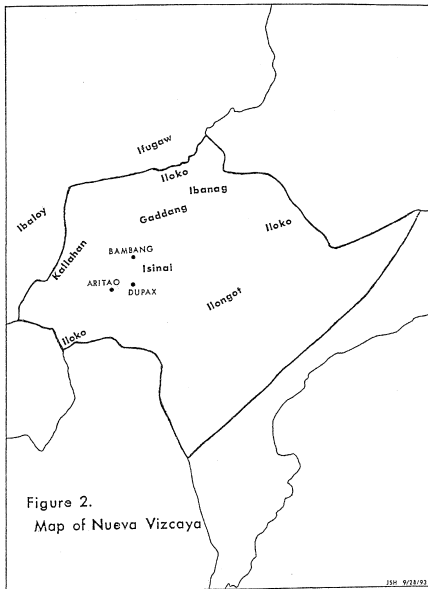 Ifugaw
Iloko
Ibanag
Ibaloy
Gaddang
Iloko
Kallahan
BAMBANG
Isinai
ARITAO
DUPAX
Ilongot
Iloko
Figure 2.
Map of Nueva Vizcaya
JSH 9/28/93